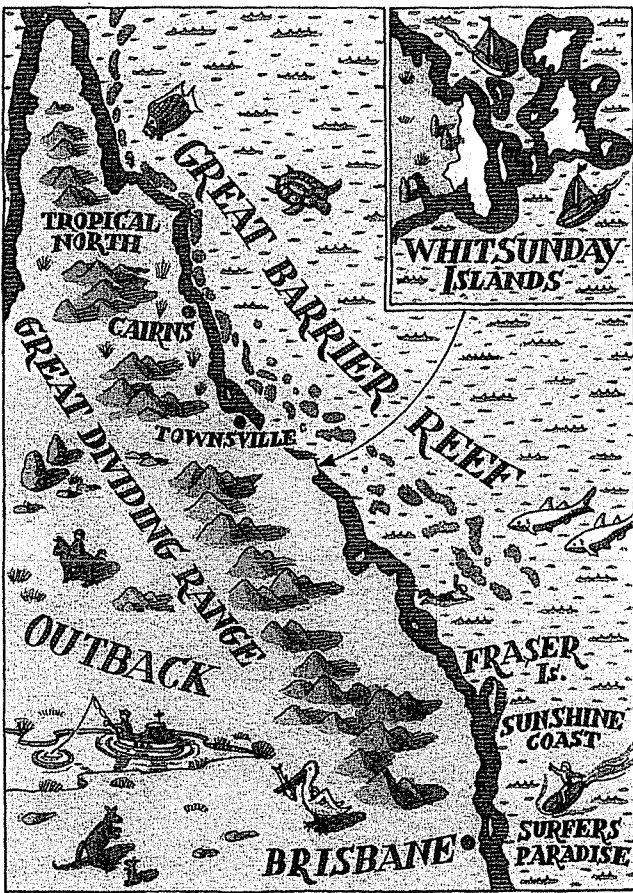 GREAT BARRIER REEF
WHITSUNDAY
ISLANDS
TROPICAL
NORTH
CAIRNS
TOWNSVILLE
GREAT DIVIDING RANGE
OUTBACK
FRASER
IS.
SUNSHINE
COAST
SURFERS
PARADISE
BRISBANE